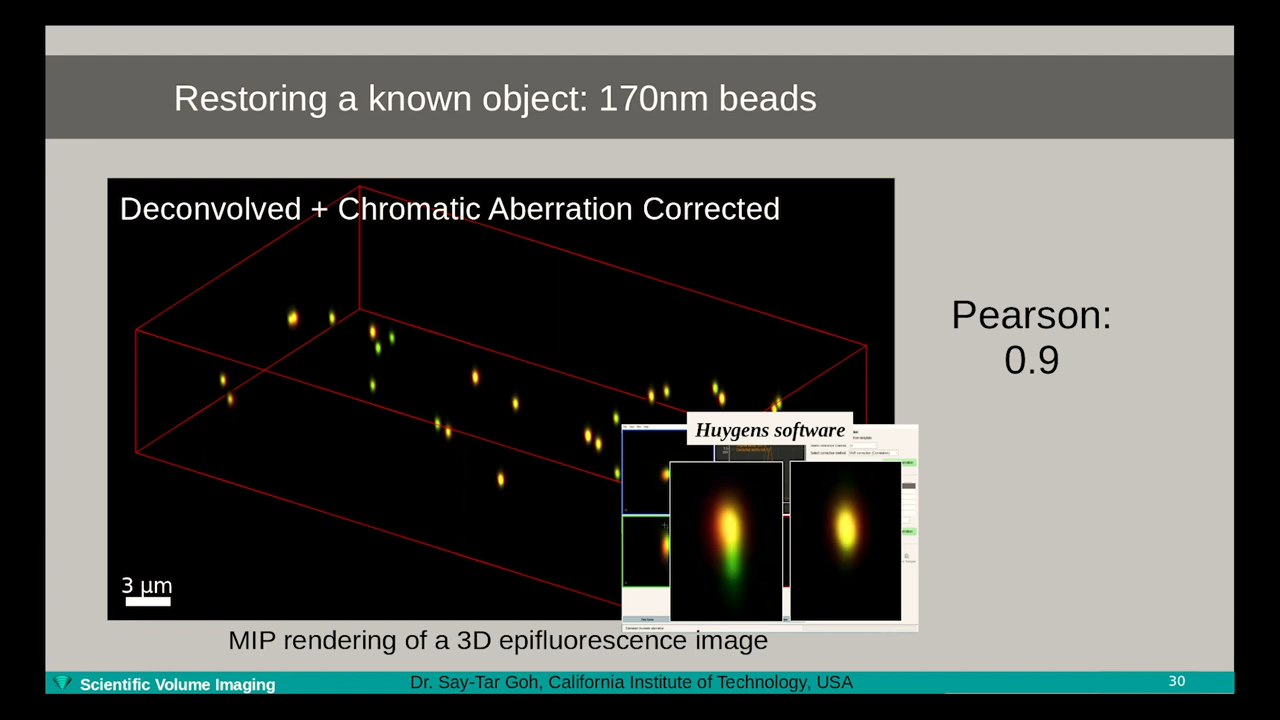 Restoring a known object: 170nm beads
Deconvolved + Chromatic Aberration Corrected
Pearson:
0.9
Huygens software
3 µm
MIP rendering of a 3D epifluorescence image
Scientific Volume Imaging
Dr. Say-Tar Goh, California Institute of Technology, USA
30